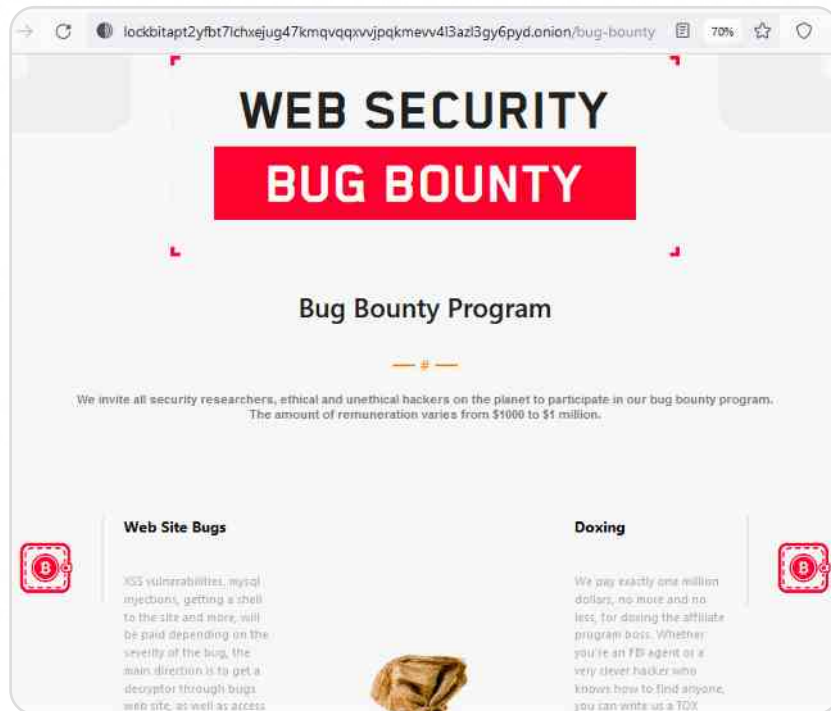 lockbitapt2yfbt7lchxejug47kmqvqqxvvjpqkmevv4l3azl3gy6pyd.onion/bug-bounty
70%
WEB SECURITY
BUG BOUNTY
Bug Bounty Program
#
We invite all security researchers, ethical and unethical hackers on the planet to participate in our bug bounty program.
The amount of remuneration varies from $1000 to $1 million.
Web Site Bugs
XSS vulnerabilities, mysql
injections, getting a shell
to the site and more, will
be paid depending on the
severity of the bug, the
main direction is to get a
decryptor through bugs
web site, as well as access
Doxing
We pay exactly one million
dollars, no more and no
less, for doxing the affiliate
program boss. Whether
you're an FBI agent or a
very clever hacker who
knows how to find anyone,
you can write us a TOX